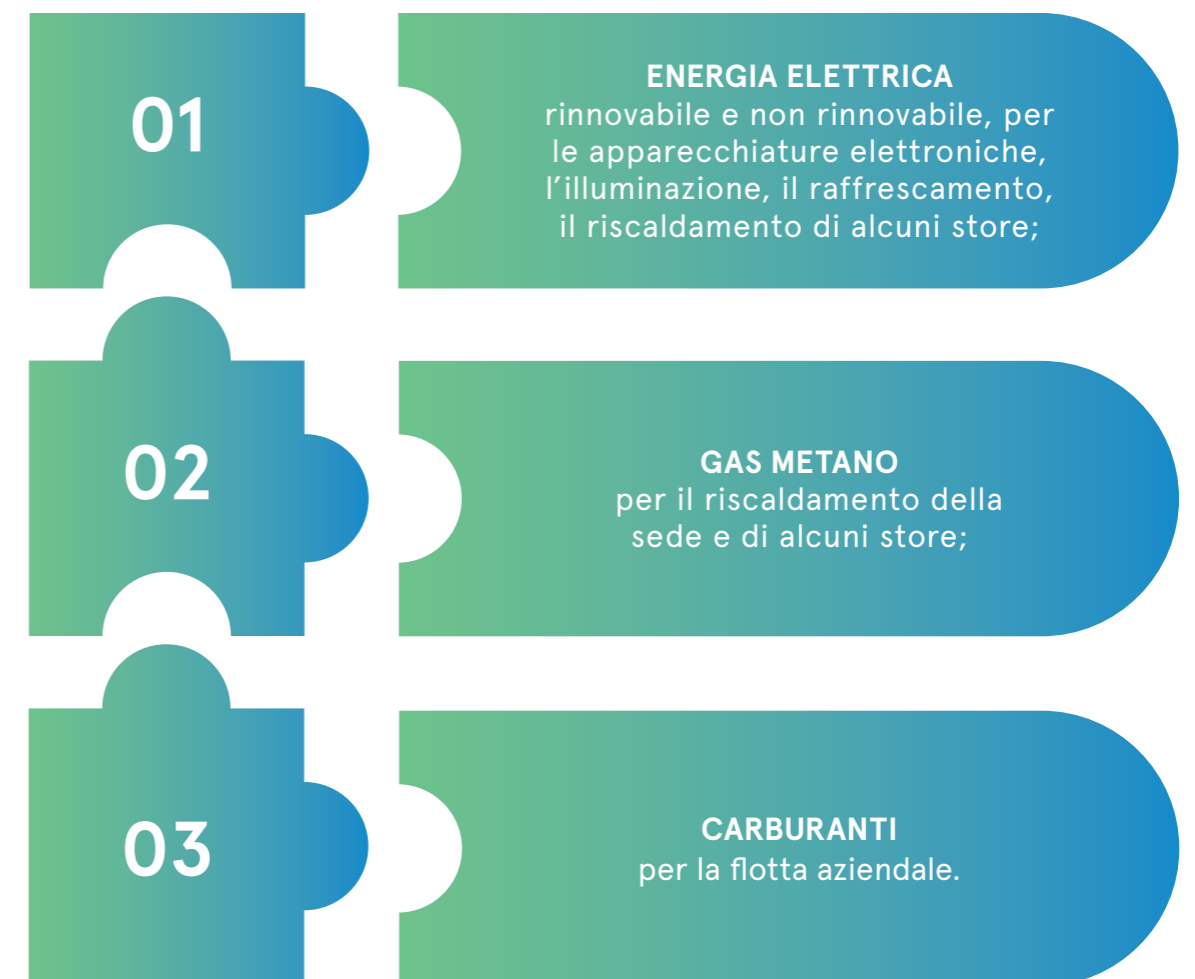 01
ENERGIA ELETTRICA
rinnovabile e non rinnovabile, per
le apparecchiature elettroniche,
l’illuminazione, il raffrescamento,
il riscaldamento di alcuni store;
02
GAS METANO
per il riscaldamento della
sede e di alcuni store;
03
CARBURANTI
per la flotta aziendale.